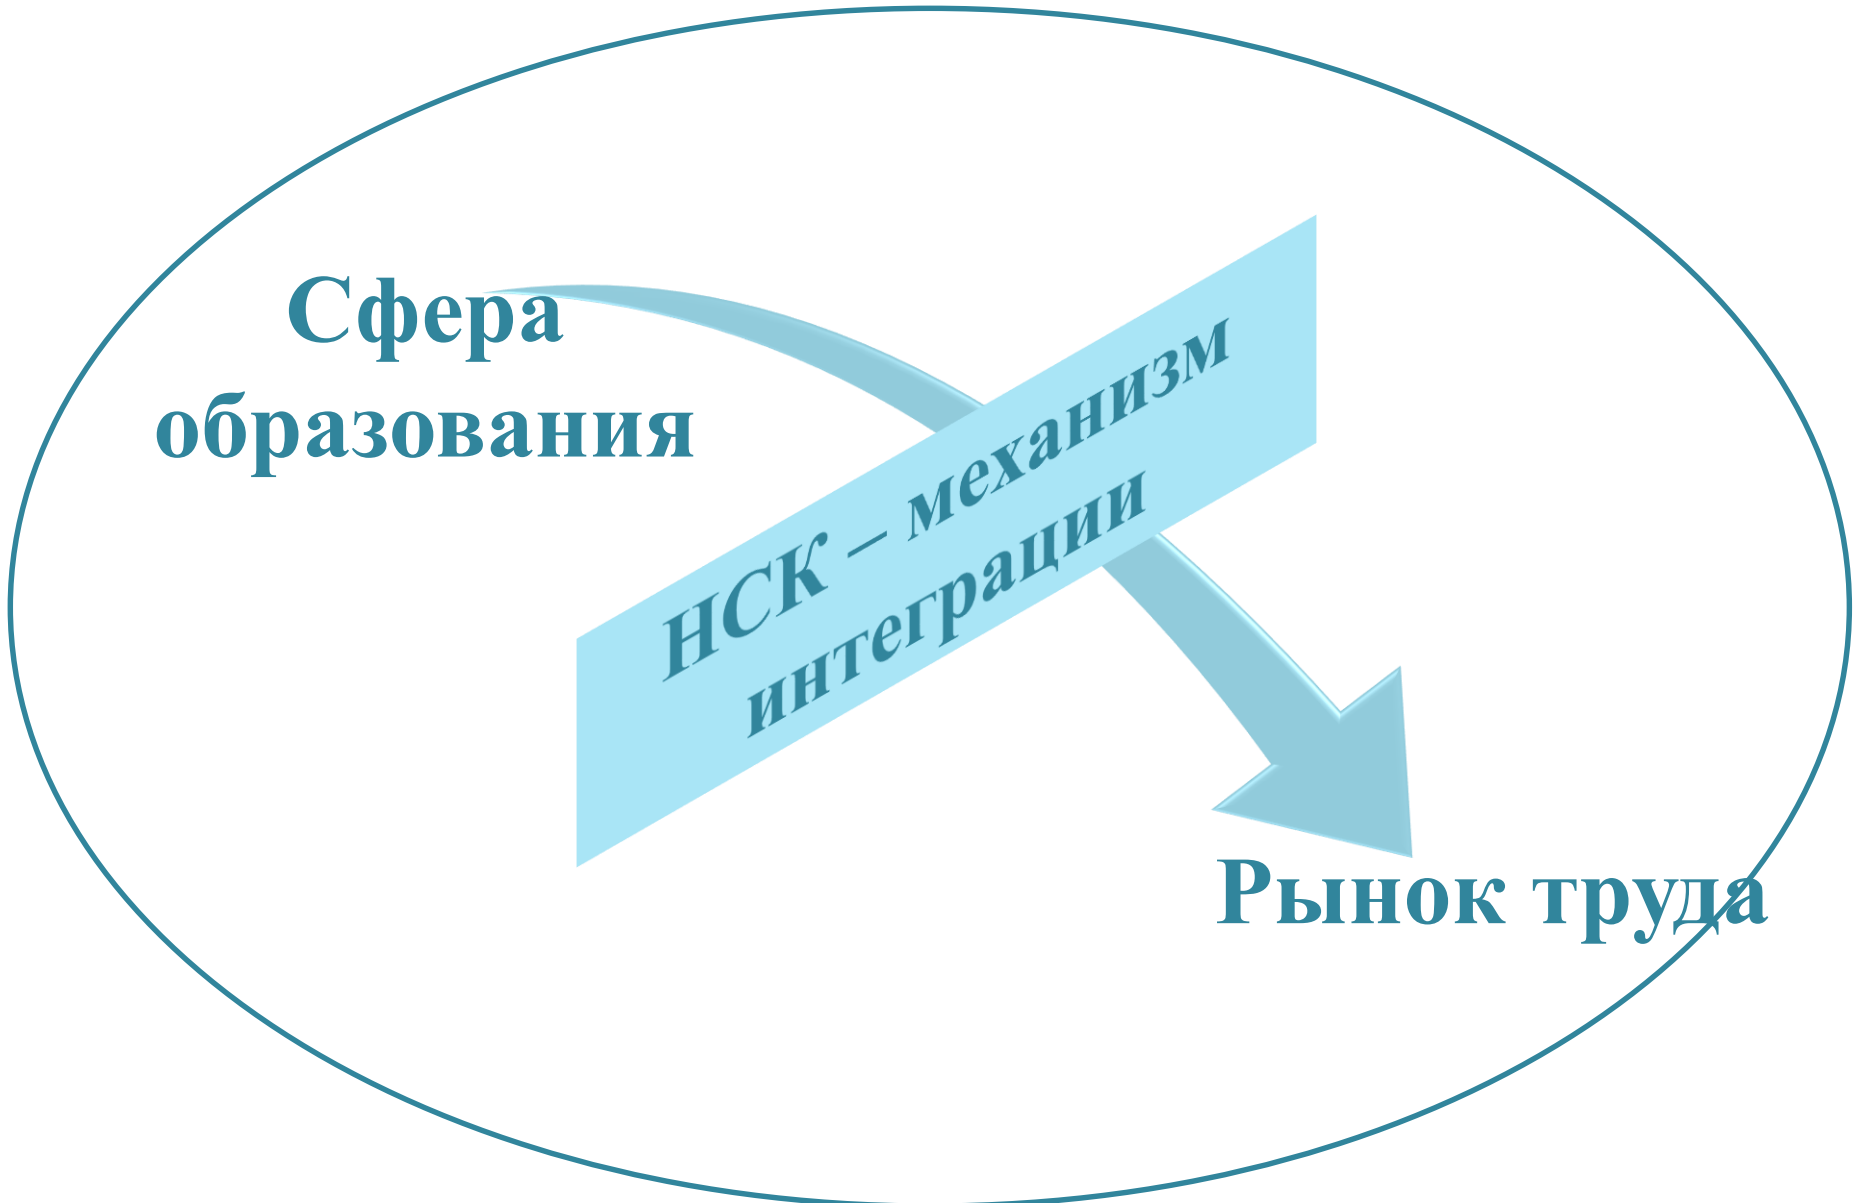 Сфера
образования
НСК – механизм
интеграции
Рынок труда